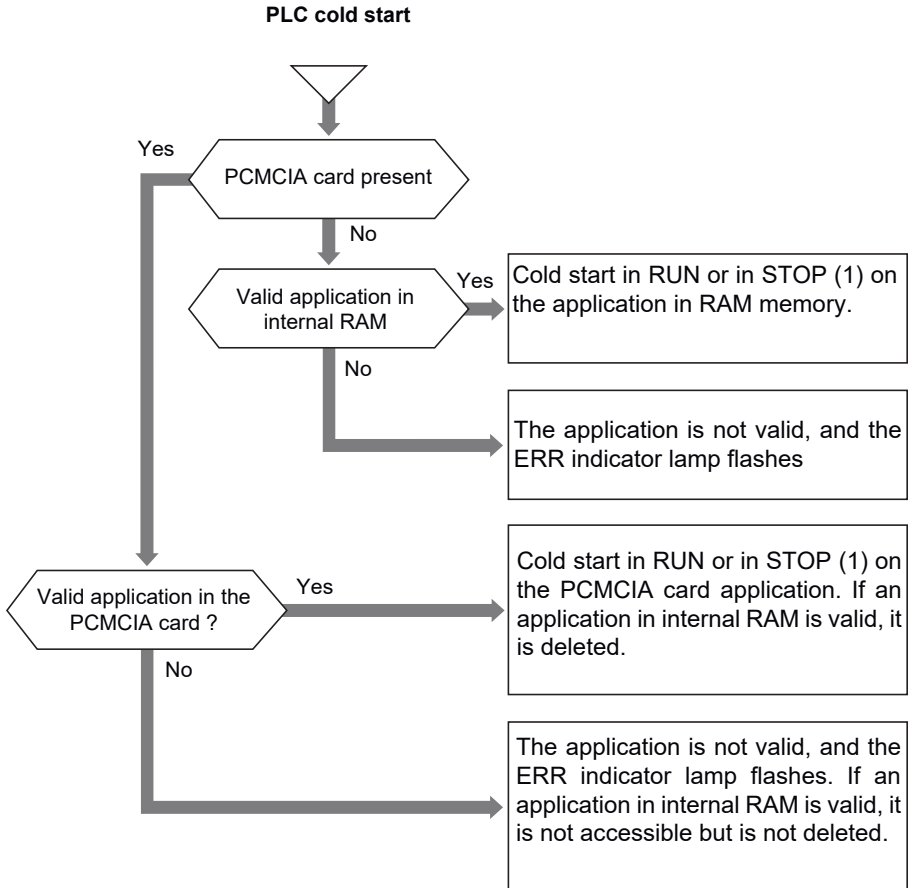 PLC cold start
Yes
PCMCIA card present
No
Valid application in
internal RAM
Yes
Cold start in RUN or in STOP (1) on
the application in RAM memory.
No
The application is not valid, and the
ERR indicator lamp flashes
Valid application in the
PCMCIA card ?
Yes
Cold start in RUN or in STOP (1) on
the PCMCIA card application. If an
application in internal RAM is valid, it
is deleted.
No
The application is not valid, and the
ERR indicator lamp flashes. If an
application in internal RAM is valid, it
is not accessible but is not deleted.